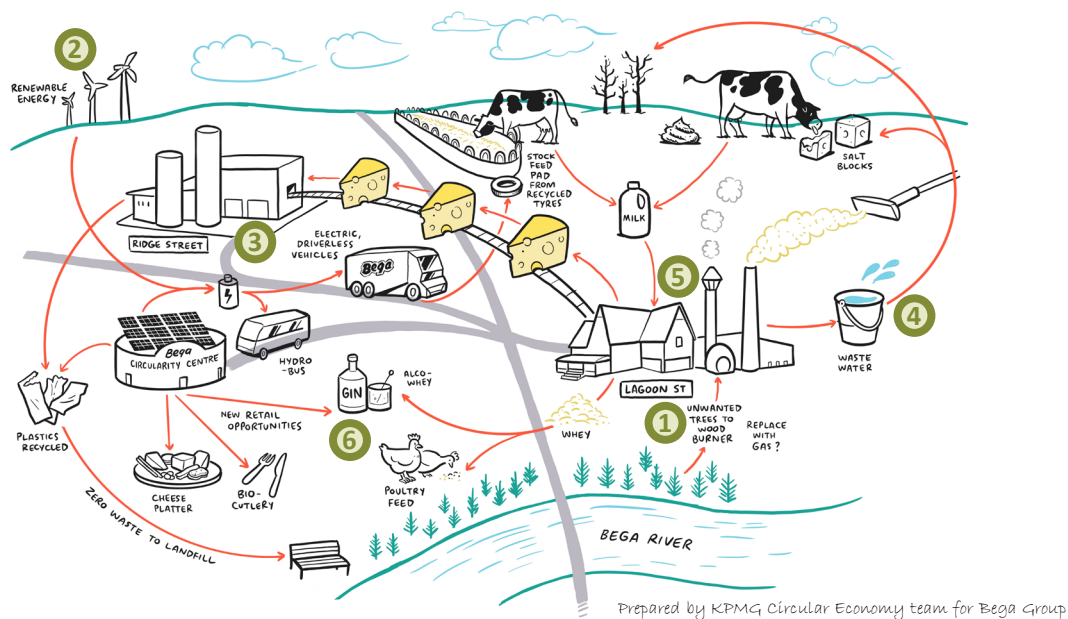 2
RENEWABLE
ENERGY
STOCK
FEED
PAD
FROM
RECYCLED
TYRES
SALT
BLOCKS
MILK
RIDGE STREET
3
ELECTRIC,
DRIVERLESS
VEHICLES
Bega
5
4
WASTE
WATER
Bega
CIRCULARITY CENTRE
HYDRO
-BUS
GIN
ALCO-
WHEY
LAGOON ST
PLASTICS
RECYCLED
NEW RETAIL
OPPORTUNITIES
6
WHEY
1
UNWANTED
TREES TO
WOOD
BURNER
REPLACE
WITH
GAS?
CHEESE
PLATTER
BIO-
CUTLERY
POULTRY
FEED
ZERO WASTE TO LANDFILL
BEGA RIVER
Prepared by KPMG Circular Economy team for Bega Group